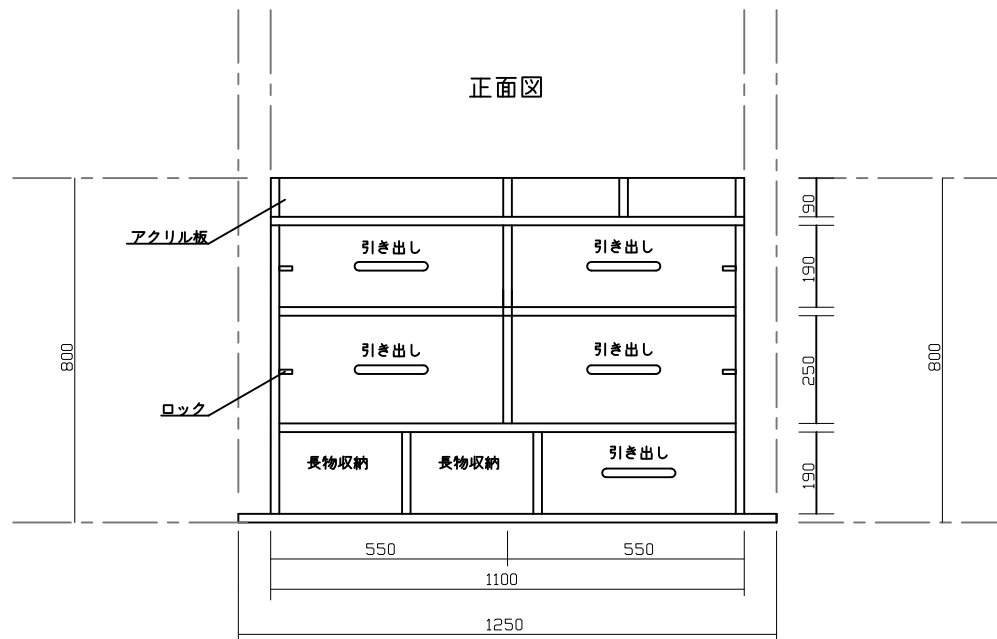 正面図
90
アクリル板
引き出し
引き出し
190
800
引き出し
引き出し
250
800
ロック
長物収納
長物収納
引き出し
190
550
550
1100
1250